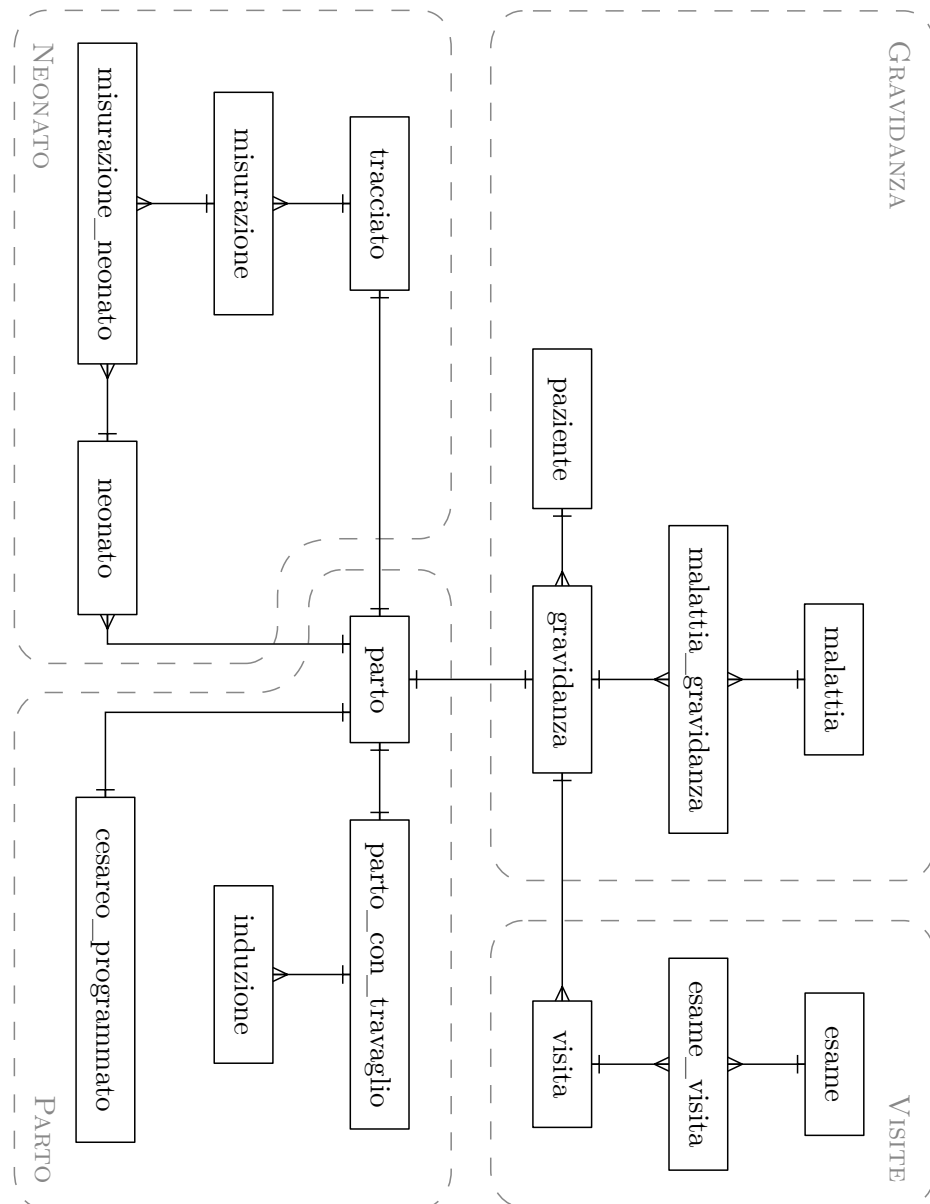 GRAVIDANZA
VISITE
malattia
esame
malattia_gravidanza
esame_visita
paziente
gravidanza
visita
tracciato
parto
parto_con_travaglio
misurazione
induzione
misurazione_neonato
neonato
cesareo_programmato
NEONATO
PARTO